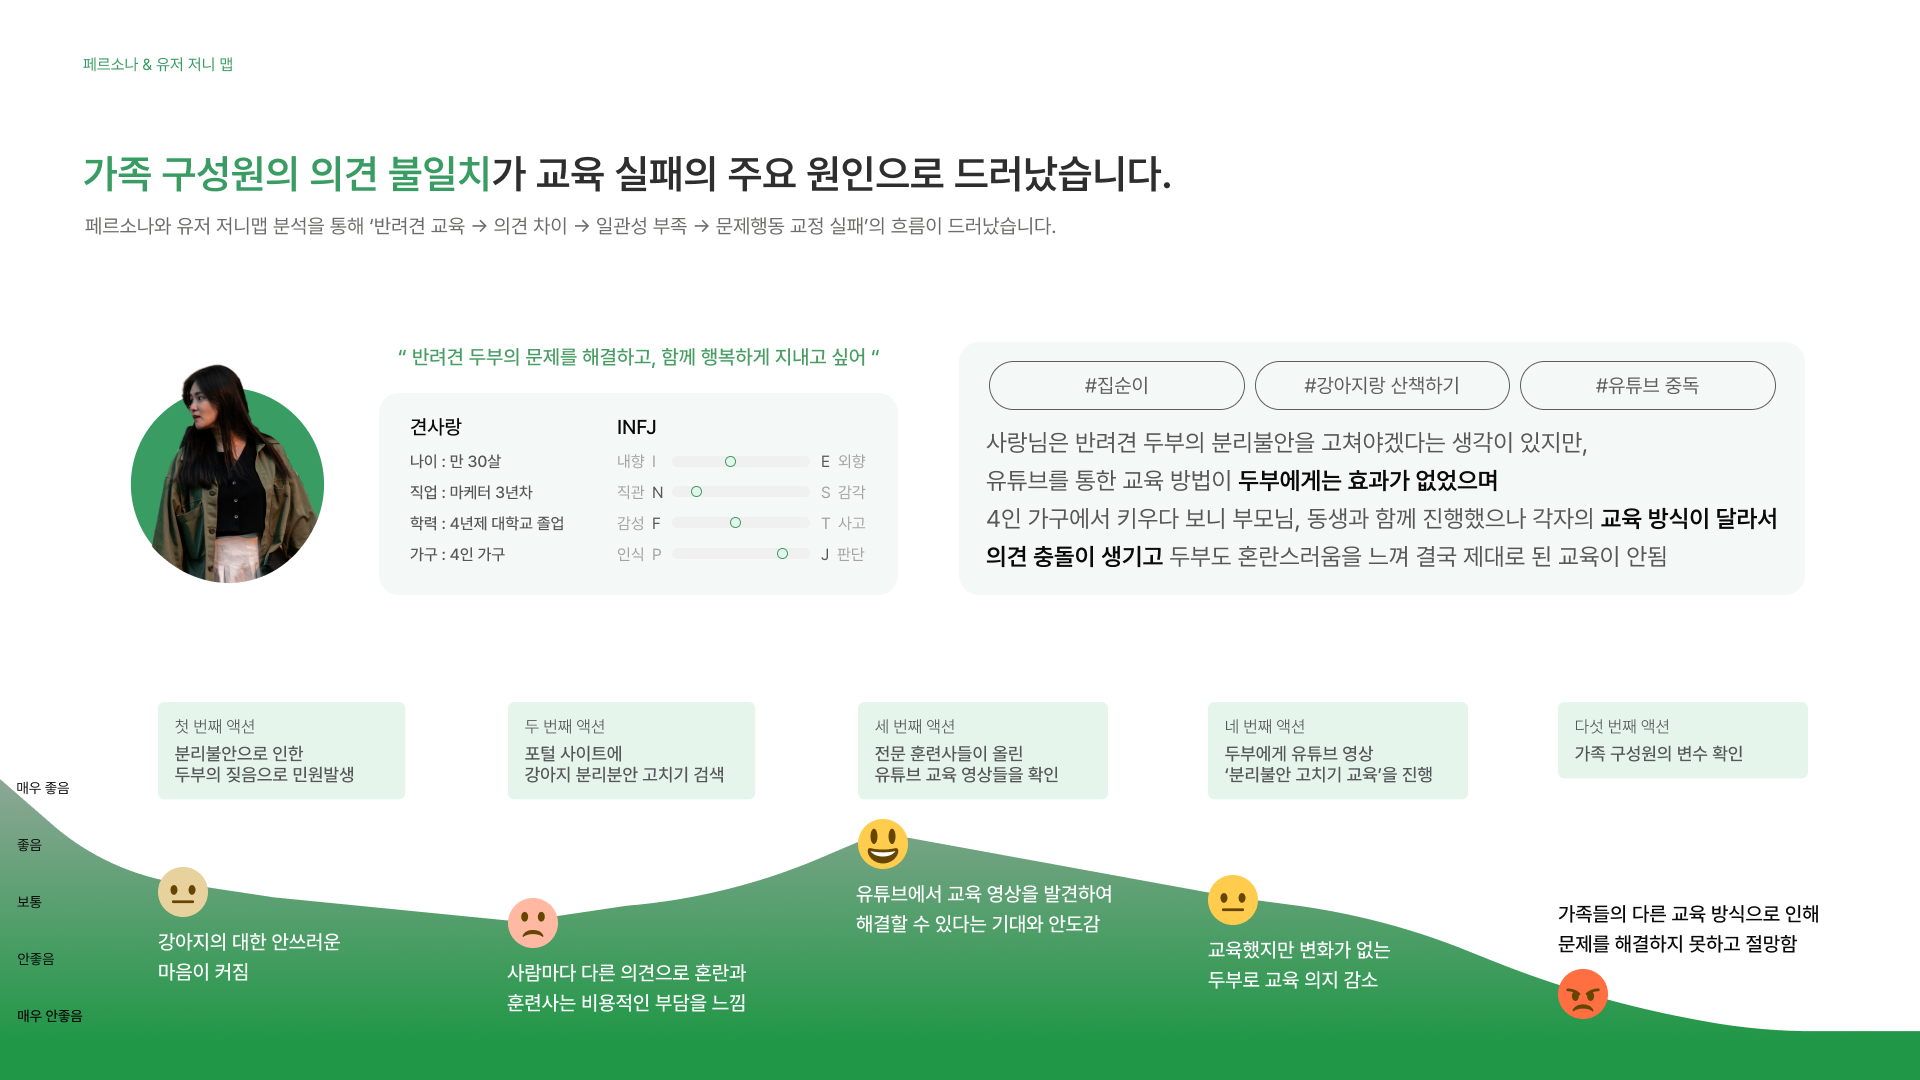 페르소나 & 유저 저니 맵
가족 구성원의 의견 불일치가 교육 실패의 주요 원인으로 드러났습니다.
페르소나와 유저 저니맵 분석을 통해 ‘반려견 교육 → 의견 차이 → 일관성 부족 → 문제행동 교정 실패’의 흐름이 드러났습니다.
“ 반려견 두부의 문제를 해결하고, 함께 행복하게 지내고 싶어 “
견사랑
나이 : 만 30살
직업 : 마케터 3년차
학력 : 4년제 대학교 졸업
가구 : 4인 가구
INFJ
내향 I E 외향
직관 N S 감각
감성 F T 사고
인식 P J 판단
#집순이
#강아지랑 산책하기
#유튜브 중독
사랑님은 반려견 두부의 분리불안을 고쳐야겠다는 생각이 있지만,
유튜브를 통한 교육 방법이 두부에게는 효과가 없었으며
4인 가구에서 키우다 보니 부모님, 동생과 함께 진행했으나 각자의 교육 방식이 달라서
의견 충돌이 생기고 두부도 혼란스러움을 느껴 결국 제대로 된 교육이 안됨
첫 번째 액션
분리불안으로 인한
두부의 짖음으로 민원발생
두 번째 액션
포털 사이트에
강아지 분리분안 고치기 검색
세 번째 액션
전문 훈련사들이 올린
유튜브 교육 영상들을 확인
네 번째 액션
두부에게 유튜브 영상
‘분리불안 고치기 교육’을 진행
다섯 번째 액션
가족 구성원의 변수 확인
매우 좋음
좋음
보통
안좋음
매우 안좋음
강아지의 대한 안쓰러운
마음이 커짐
사람마다 다른 의견으로 혼란과
훈련사는 비용적인 부담을 느낌
유튜브에서 교육 영상을 발견하여
해결할 수 있다는 기대와 안도감
교육했지만 변화가 없는
두부로 교육 의지 감소
가족들의 다른 교육 방식으로 인해
문제를 해결하지 못하고 절망함